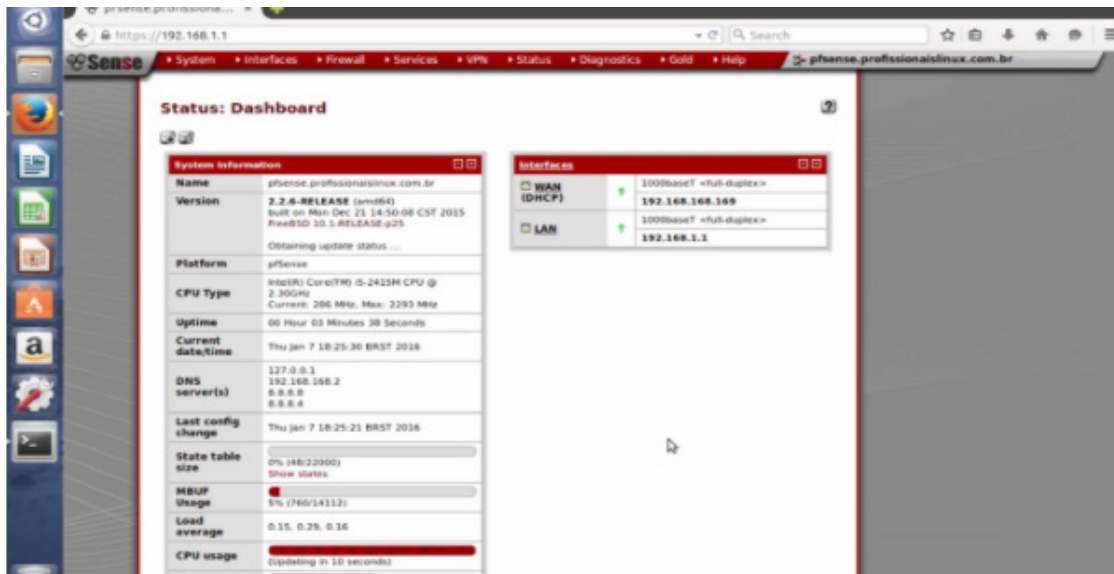 pfsense.profissiona... ×
https://192.168.1.1
Search
Sense
System
Interfaces
Firewall
Services
VPN
Status
Diagnostics
Gold
Help
pfsense.profissionaislinux.com.br
Status: Dashboard
?
System Information
Name
pfsense.profissionaislinux.com.br
Version
2.2.6-RELEASE (amd64)
built on Mon Dec 21 14:50:08 CST 2015
FreeBSD 10.1-RELEASE-p25
Obtaining update status ...
Platform
pfSense
CPU Type
Intel(R) Core(TM) i5-2415M CPU @
2.30GHz
Current: 286 MHz, Max: 2293 MHz
Uptime
00 Hour 03 Minutes 38 Seconds
Current
date/time
Thu Jan 7 18:25:30 BRST 2016
DNS
server(s)
127.0.0.1
192.168.168.2
8.8.8.8
8.8.8.4
Last config
change
Thu Jan 7 18:25:21 BRST 2016
State table
size
0% (48/22000)
Show states
MBUF
Usage
5% (760/14112)
Load
average
0.15, 0.29, 0.16
CPU usage
(Updating in 10 seconds)
Interfaces
WAN
(DHCP)
1000baseT <full-duplex>
192.168.168.169
LAN
1000baseT <full-duplex>
192.168.1.1